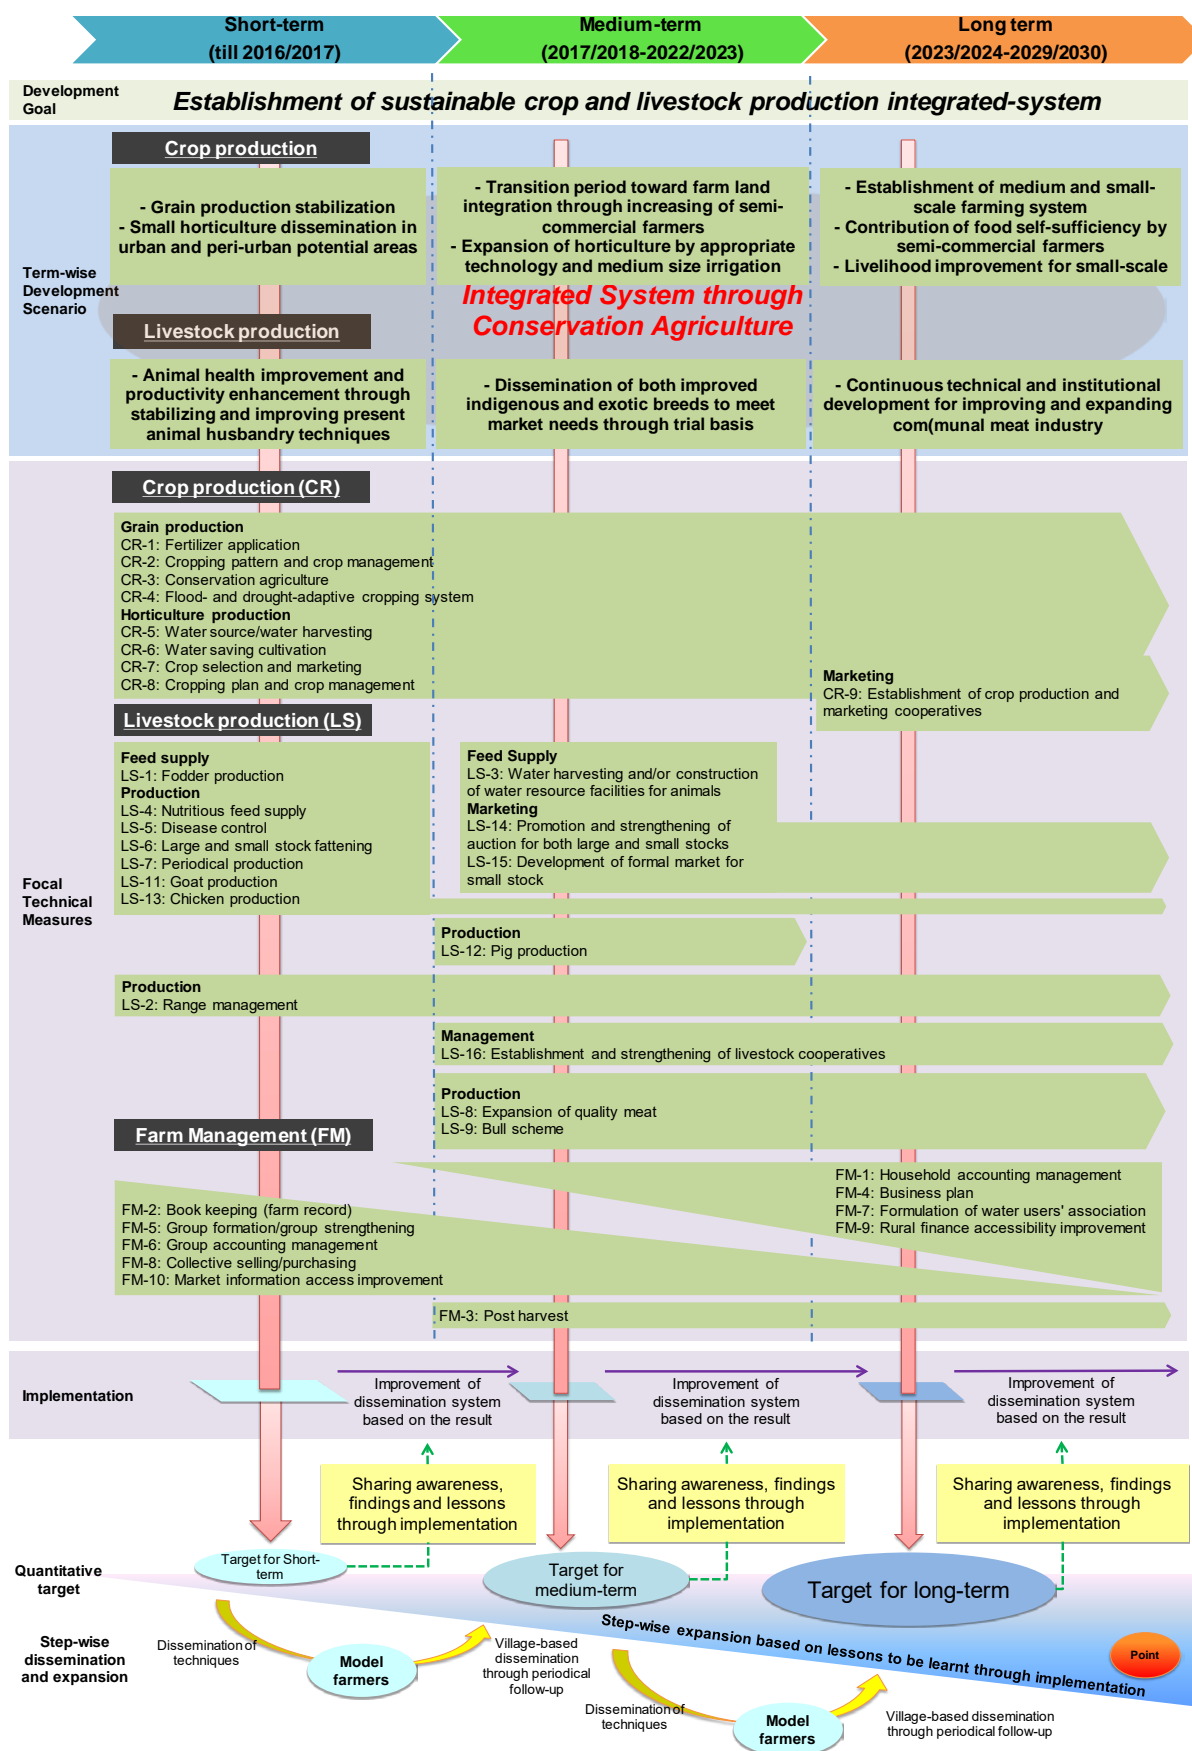 Short-term
(till 2016/2017)
Medium-term
(2017/2018-2022/2023)
Long term
(2023/2024-2029/2030)
Development
Goal
Establishment of sustainable crop and livestock production integrated-system
Term-wise
Development
Scenario
Crop production
- Grain production stabilization
- Small horticulture dissemination in
urban and peri-urban potential areas
- Transition period toward farm land
integration through increasing of semi-
commercial farmers
- Expansion of horticulture by appropriate
technology and medium size irrigation
- Establishment of medium and small-
scale farming system
- Contribution of food self-sufficiency by
semi-commercial farmers
- Livelihood improvement for small-scale
Integrated System through
Conservation Agriculture
Livestock production
- Animal health improvement and
productivity enhancement through
stabilizing and improving present
animal husbandry techniques
- Dissemination of both improved
indigenous and exotic breeds to meet
market needs through trial basis
- Continuous technical and institutional
development for improving and expanding
com(munal meat industry
Focal
Technical
Measures
Crop production (CR)
Grain production
CR-1: Fertilizer application
CR-2: Cropping pattern and crop management
CR-3: Conservation agriculture
CR-4: Flood- and drought-adaptive cropping system
Horticulture production
CR-5: Water source/water harvesting
CR-6: Water saving cultivation
CR-7: Crop selection and marketing
CR-8: Cropping plan and crop management
Marketing
CR-9: Establishment of crop production and
marketing cooperatives
Livestock production (LS)
Feed supply
LS-1: Fodder production
Production
LS-4: Nutritious feed supply
LS-5: Disease control
LS-6: Large and small stock fattening
LS-7: Periodical production
LS-11: Goat production
LS-13: Chicken production
Feed Supply
LS-3: Water harvesting and/or construction
of water resource facilities for animals
Marketing
LS-14: Promotion and strengthening of
auction for both large and small stocks
LS-15: Development of formal market for
small stock
Production
LS-12: Pig production
Production
LS-2: Range management
Management
LS-16: Establishment and strengthening of livestock cooperatives
Production
LS-8: Expansion of quality meat
LS-9: Bull scheme
Farm Management (FM)
FM-1: Household accounting management
FM-4: Business plan
FM-7: Formulation of water users' association
FM-9: Rural finance accessibility improvement
FM-2: Book keeping (farm record)
FM-5: Group formation/group strengthening
FM-6: Group accounting management
FM-8: Collective selling/purchasing
FM-10: Market information access improvement
FM-3: Post harvest
Implementation
Improvement of
dissemination system
based on the result
Improvement of
dissemination system
based on the result
Improvement of
dissemination system
based on the result
Sharing awareness,
findings and lessons
through implementation
Sharing awareness, findings
and lessons through
implementation
Sharing awareness, findings
and lessons through
implementation
Quantitative
target
Target for Short-
term
Target for
medium-term
Target for long-term
Step-wise expansion based on lessons to be learnt through implementation
Point
Step-wise
dissemination
and expansion
Dissemination of
techniques
Model
farmers
Village-based
dissemination
through periodical
follow-up
Dissemination of
techniques
Model
farmers
Village-based dissemination
through periodical follow-up